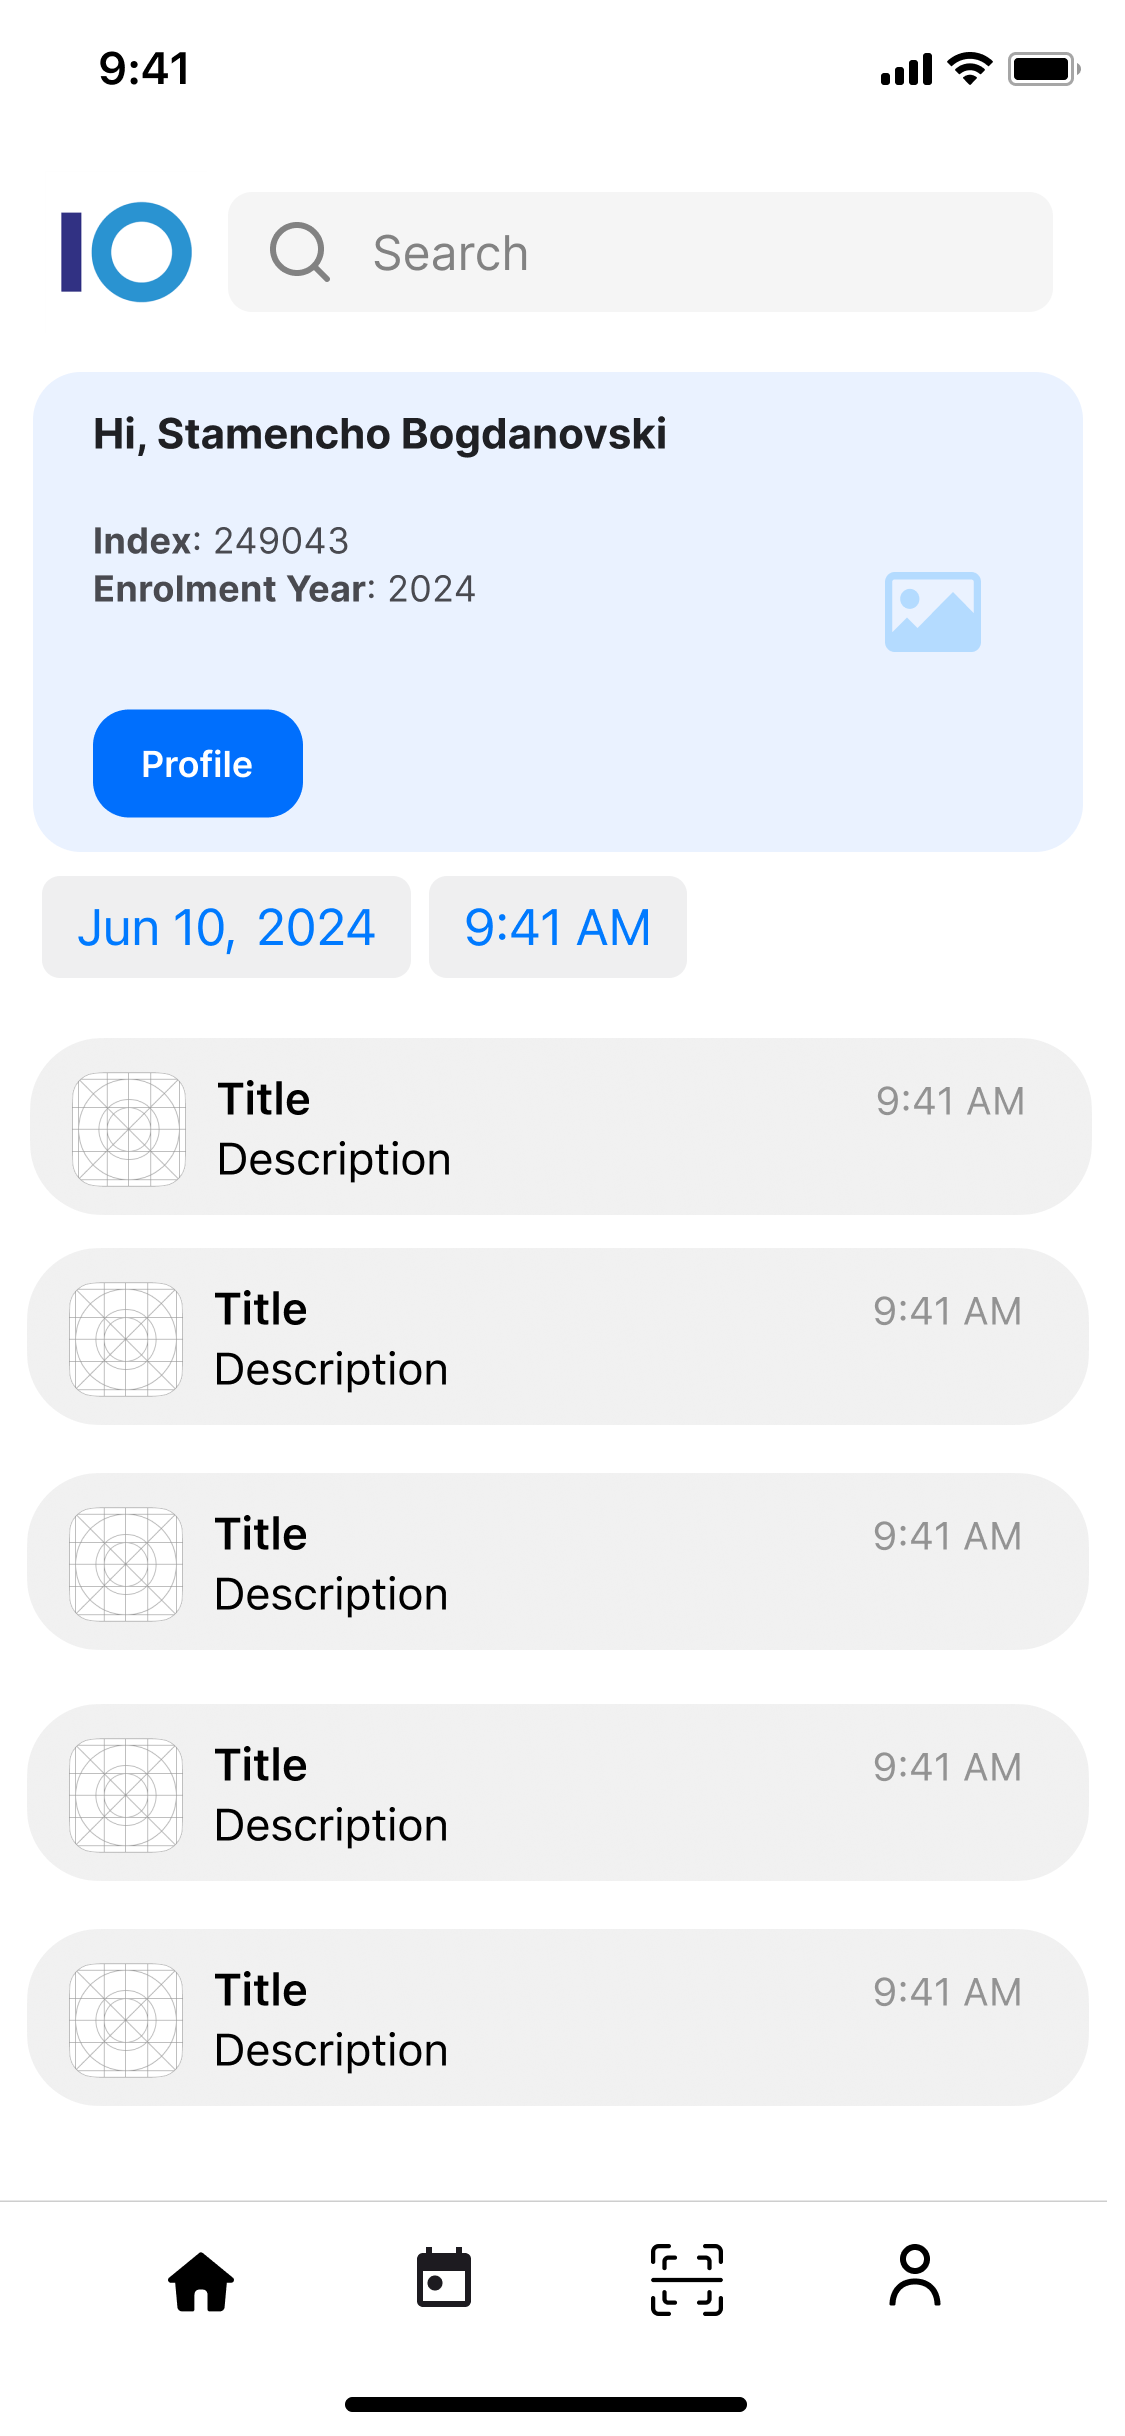 9:41
IO
Search
Hi, Stamencho Bogdanovski
Index: 249043
Enrolment Year: 2024
Profile
Jun 10, 2024
9:41 AM
Title
9:41 AM
Description
Title
9:41 AM
Description
Title
9:41 AM
Description
Title
9:41 AM
Description
Title
9:41 AM
Description